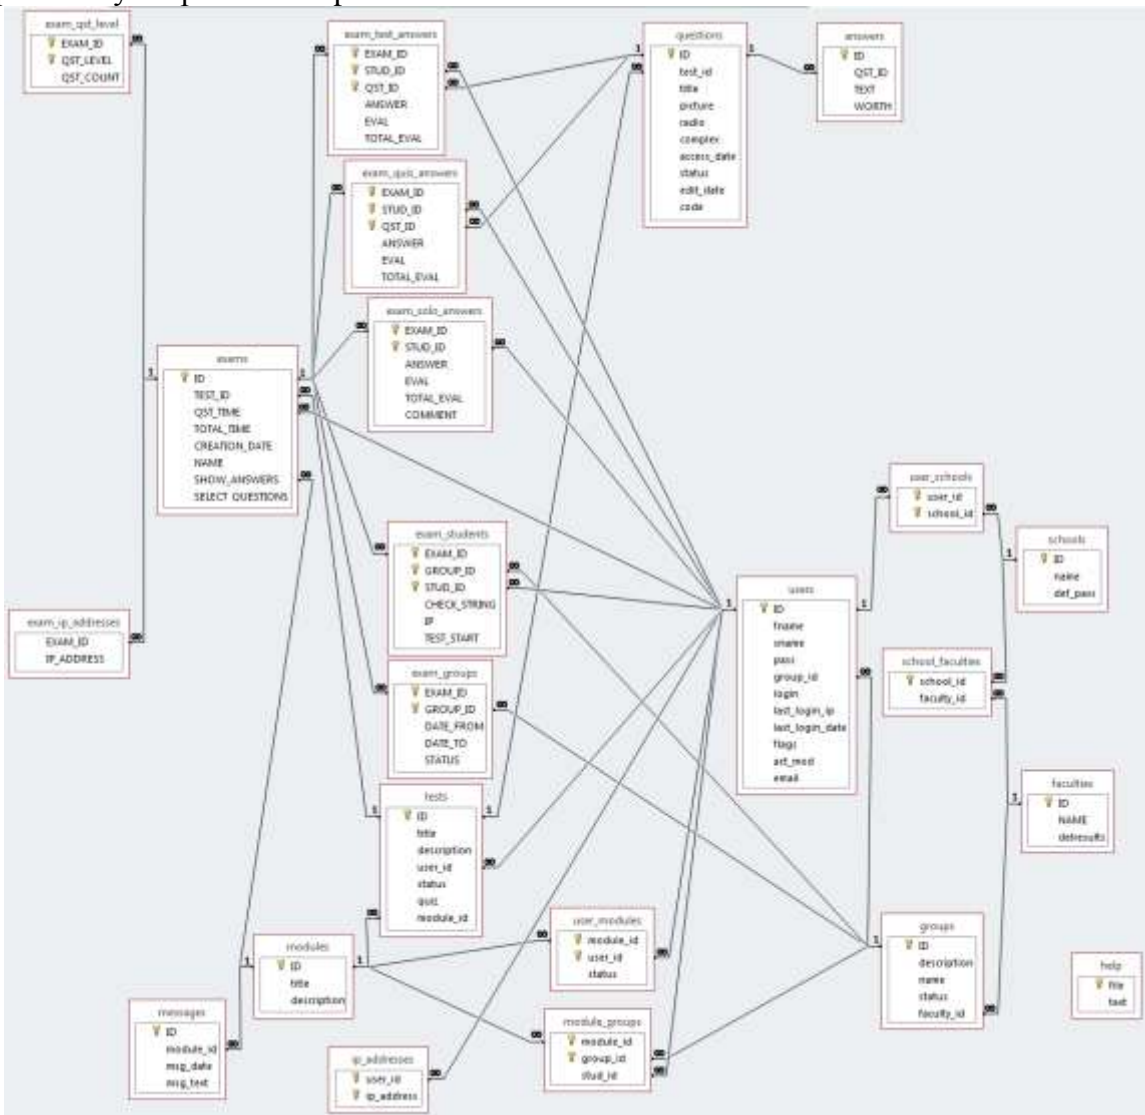 exam_qst_level
EXAM_ID
QST_LEVEL
QST_COUNT
exam_test_answers
EXAM_ID
STUD_ID
QST_ID
ANSWER
EVAL
TOTAL_EVAL
questions
ID
test_id
title
picture
radio
complex
access_date
status
edit_date
code
answers
ID
QST_ID
TEXT
WORTH
exam_quiz_answers
EXAM_ID
STUD_ID
QST_ID
ANSWER
EVAL
TOTAL_EVAL
exam_solo_answers
EXAM_ID
STUD_ID
ANSWER
EVAL
TOTAL_EVAL
COMMENT
exams
ID
TEST_ID
QST_TIME
TOTAL_TIME
CREATION_DATE
NAME
SHOW_ANSWERS
SELECT_QUESTIONS
user_schools
user_id
school_id
exam_students
EXAM_ID
GROUP_ID
STUD_ID
CHECK_STRING
IP
TEST_START
schools
ID
name
def_pass
users
ID
fname
sname
pass
group_id
login
last_login_ip
last_login_date
flags
act_mod
email
exam_ip_addresses
EXAM_ID
IP_ADDRESS
school_faculties
school_id
faculty_id
exam_groups
EXAM_ID
GROUP_ID
DATE_FROM
DATE_TO
STATUS
faculties
ID
NAME
detresults
tests
ID
title
description
user_id
status
quiz
module_id
user_modules
module_id
user_id
status
groups
ID
description
name
status
faculty_id
modules
ID
title
description
help
file
text
messages
ID
module_id
msg_date
msg_text
module_groups
module_id
group_id
stud_id
ip_addresses
user_id
ip_address